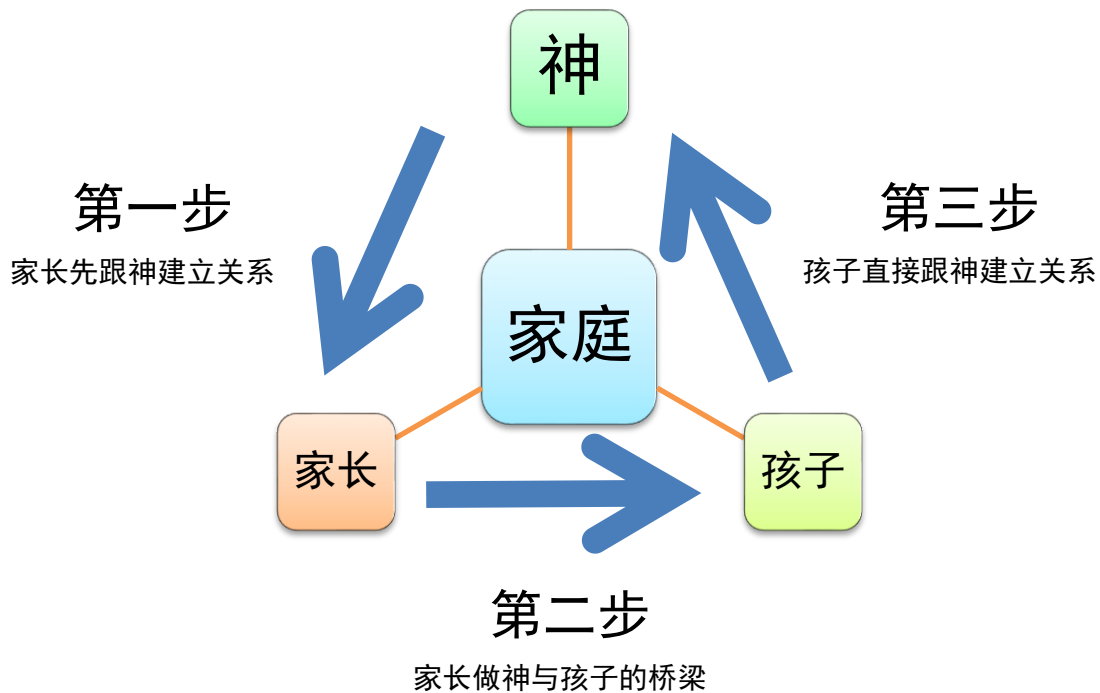 神
第一步
家长先跟神建立关系
第三步
孩子直接跟神建立关系
家庭
家长
孩子
第二步
家长做神与孩子的桥梁